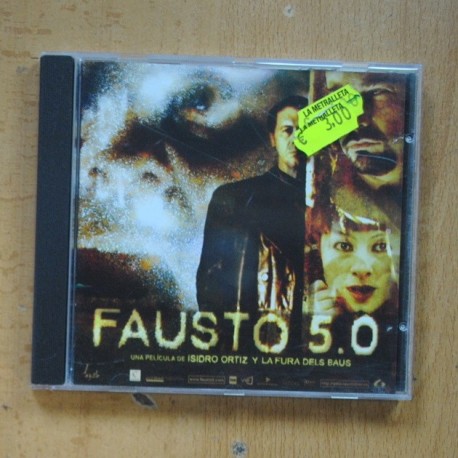 LA METRALLETA
LA METRALLETA
€ 3,00
FAUSTO 5.0
UNA PELÍCULA DE ISIDRO ORTIZ Y LA FURA DELS BAUS